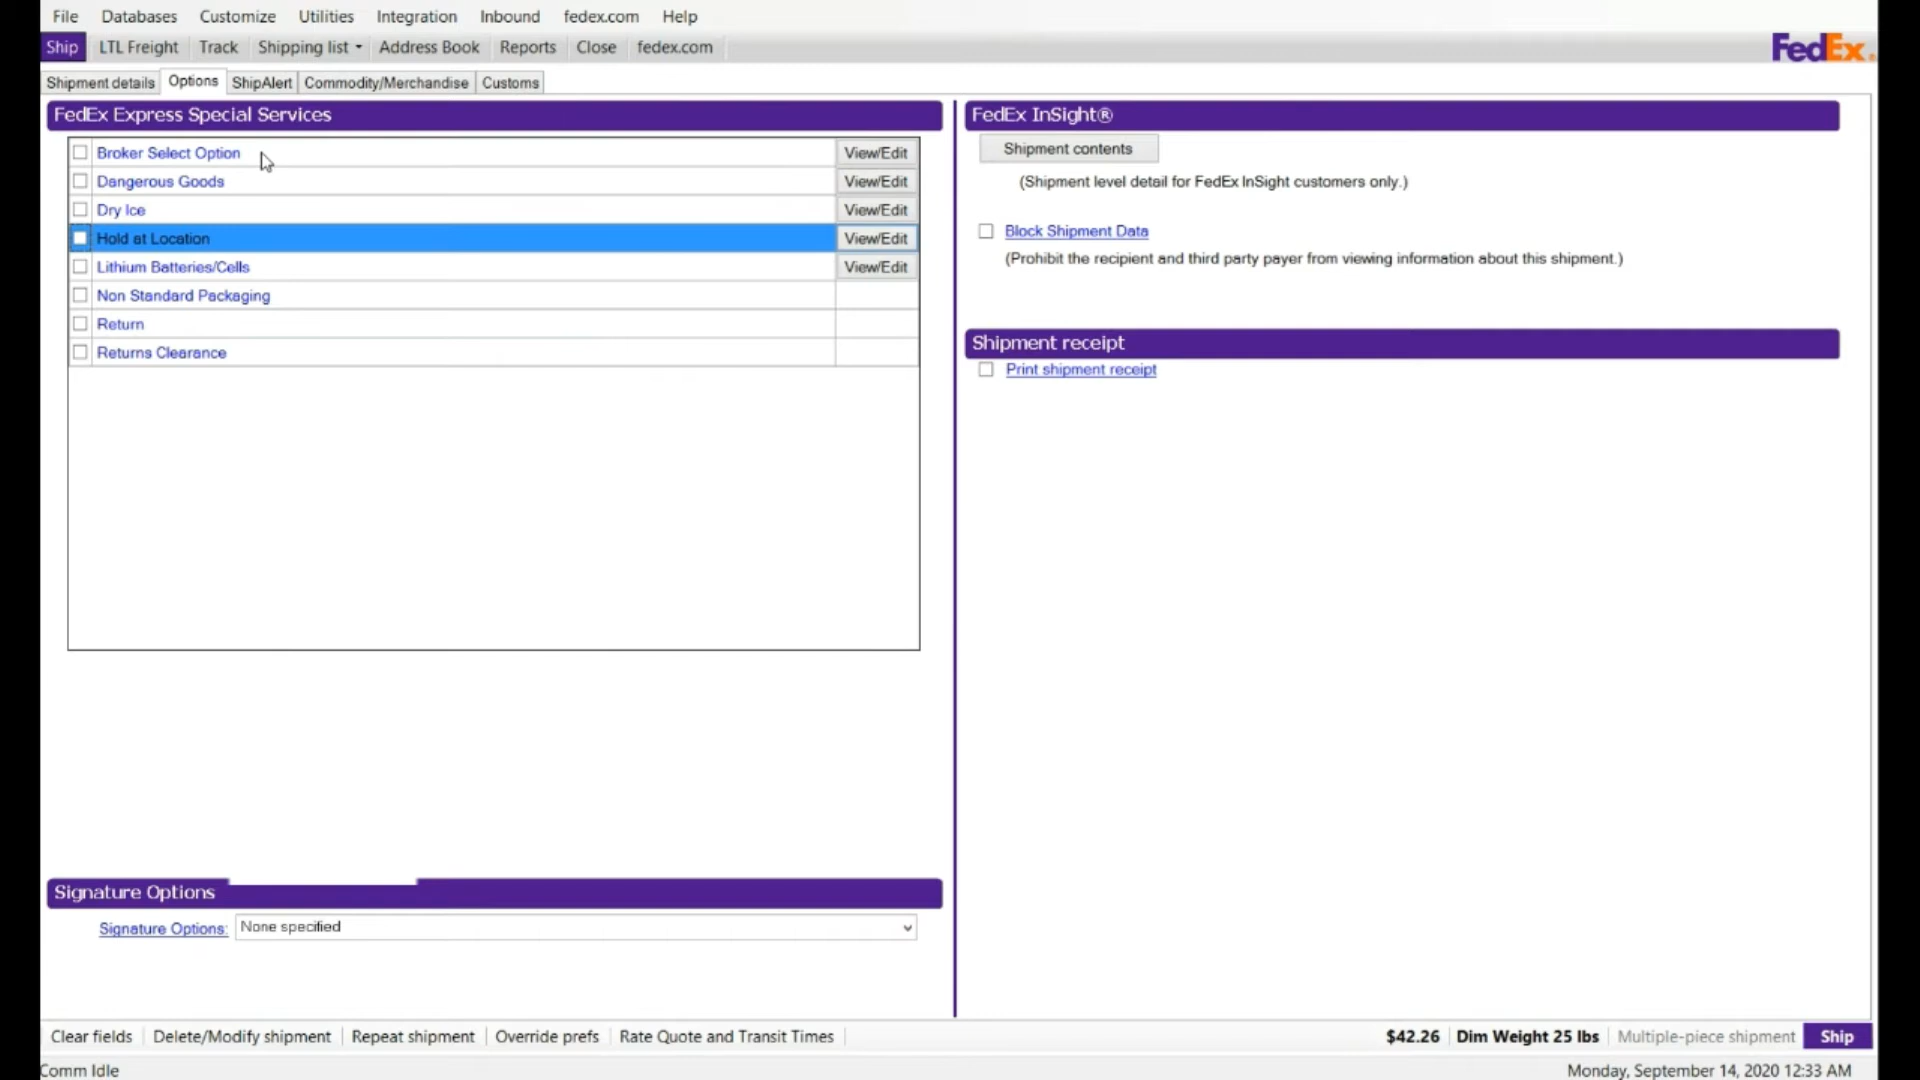 File Databases Customize Utilities Integration Inbound fedex.com Help
Ship LTL Freight Track Shipping list Address Book Reports Close fedex.com
FedEx.
Shipment details Options ShipAlert Commodity/Merchandise Customs
FedEx Express Special Services
Broker Select Option View/Edit
Dangerous Goods View/Edit
Dry Ice View/Edit
Hold at Location View/Edit
Lithium Batteries/Cells View/Edit
Non Standard Packaging
Return
Returns Clearance
Signature Options
Signature Options: None specified
FedEx InSight®
Shipment contents
(Shipment level detail for FedEx InSight customers only.)
Block Shipment Data
(Prohibit the recipient and third party payer from viewing information about this shipment.)
Shipment receipt
Print shipment receipt
Clear fields Delete/Modify shipment Repeat shipment Override prefs Rate Quote and Transit Times $42.26 Dim Weight 25 lbs Multiple-piece shipment Ship
Comm Idle Monday, September 14, 2020 12:33 AM